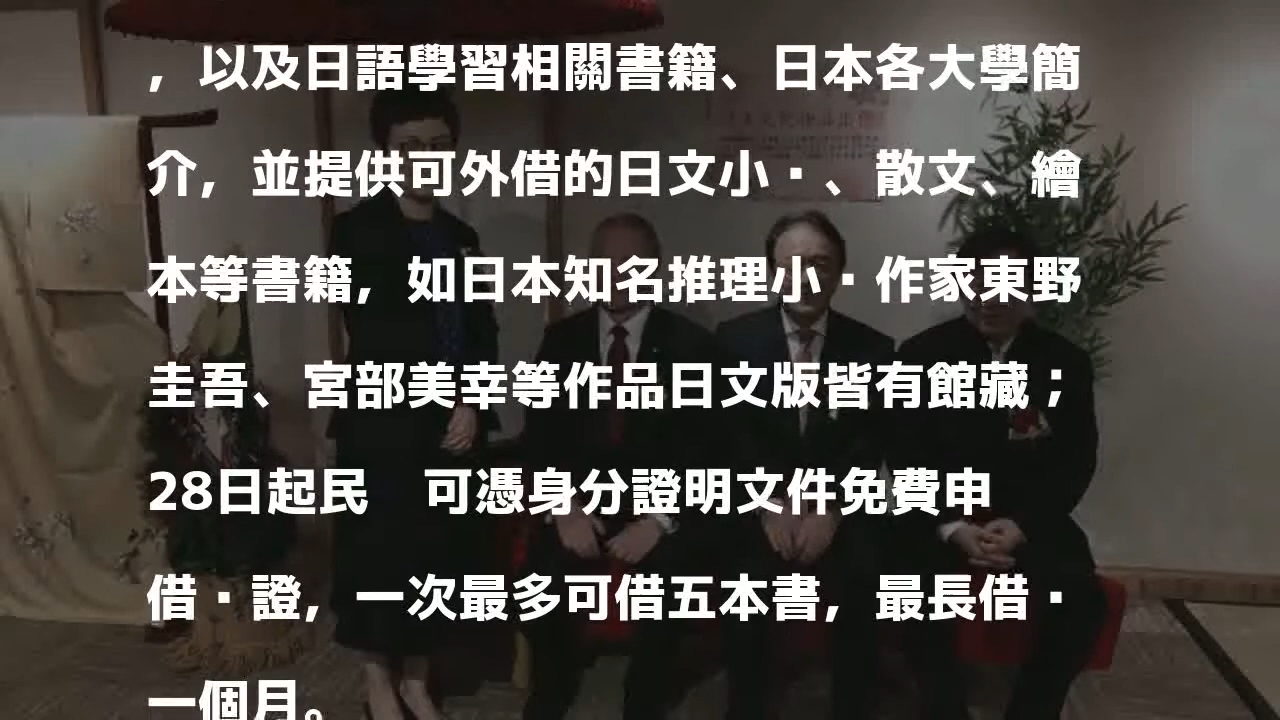 ，以及日語學習相關書籍、日本各大學簡
介，並提供可外借的日文小·、散文、繪
本等書籍，如日本知名推理小·作家東野
圭吾、宮部美幸等作品日文版皆有館藏；
28日起民　可憑身分證明文件免費申
借·證，一次最多可借五本書，最長借·
一個月。